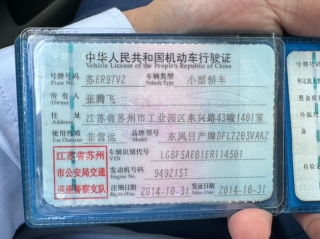 中华人民共和国机动车行驶证
Vehicle License of the People's Republic of China
号牌号码 苏ER97V2 车辆类型 小型轿车
Plate No. Vehicle Type
所有人 张腾飞
Owner
住址 江苏省苏州市工业园区东兴路43幢1401室
Address
使用性质 非营运 品牌型号 东风日产牌DFL7203VAK2
Use Character Model
江苏省苏州
市公安局交通
巡逻警察支队
车辆识别代号 LGBF5AE01ER114501
VIN
发动机号码 949215T
Engine No.
注册日期 2014-10-31 发证日期 2014-10-31